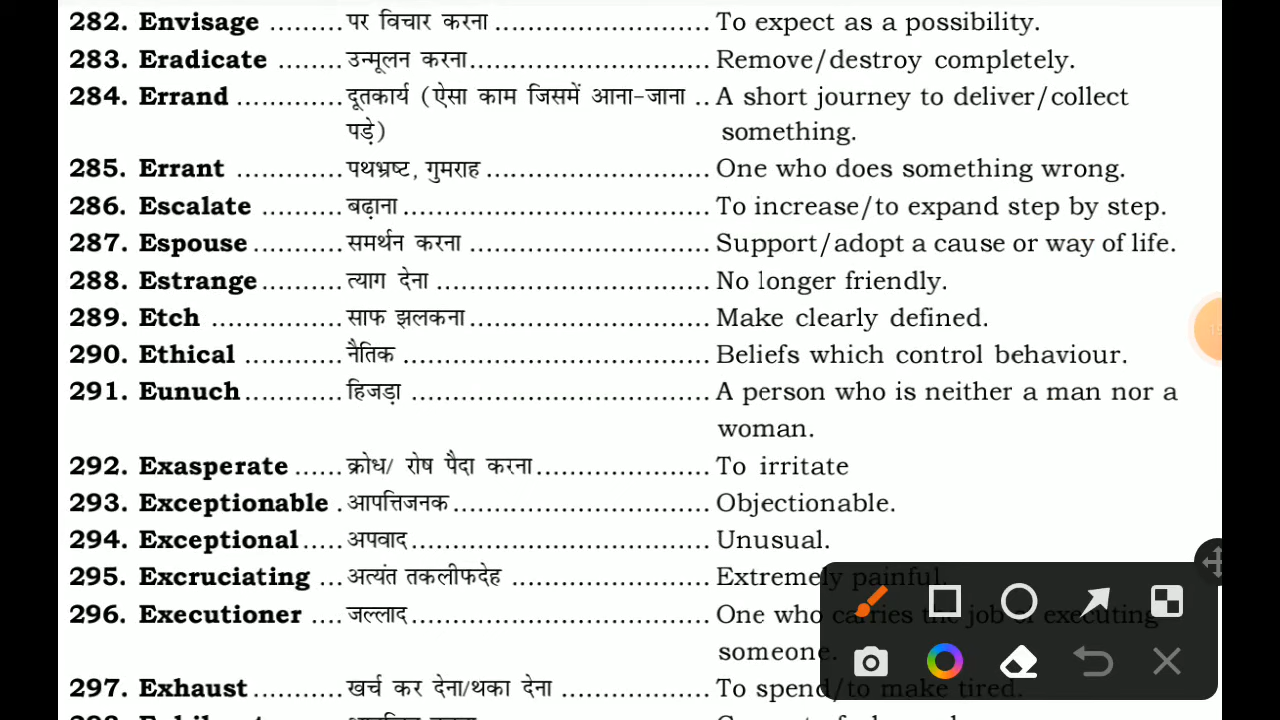 282. Envisage ......... पर विचार करना .......................... To expect as a possibility.
283. Eradicate ........ उन्मूलन करना............................. Remove/destroy completely.
284. Errand ............. दूतकार्य (ऐसा काम जिसमें आना-जाना .. A short journey to deliver/collect
पड़े) something.
285. Errant ............. पथभ्रष्ट, गुमराह ........................... One who does something wrong.
286. Escalate .......... बढ़ाना ..................................... To increase/to expand step by step.
287. Espouse ........... समर्थन करना ............................. Support/adopt a cause or way of life.
288. Estrange .......... त्याग देना ................................. No longer friendly.
289. Etch ................ साफ झलकना ............................. Make clearly defined.
290. Ethical ............ नैतिक ..................................... Beliefs which control behaviour.
291. Eunuch............ हिजड़ा .................................... A person who is neither a man nor a
woman.
292. Exasperate ...... क्रोध/ रोष पैदा करना ..................... To irritate
293. Exceptionable . आपत्तिजनक ............................... Objectionable.
294. Exceptional ..... अपवाद .................................... Unusual.
295. Excruciating ... अत्यंत तकलीफदेह ........................ Extremely painful.
296. Executioner .... जल्लाद .................................... One who carries the job of executing
someone.
297. Exhaust ........... खर्च कर देना/थका देना .................. To spend/to make tired.